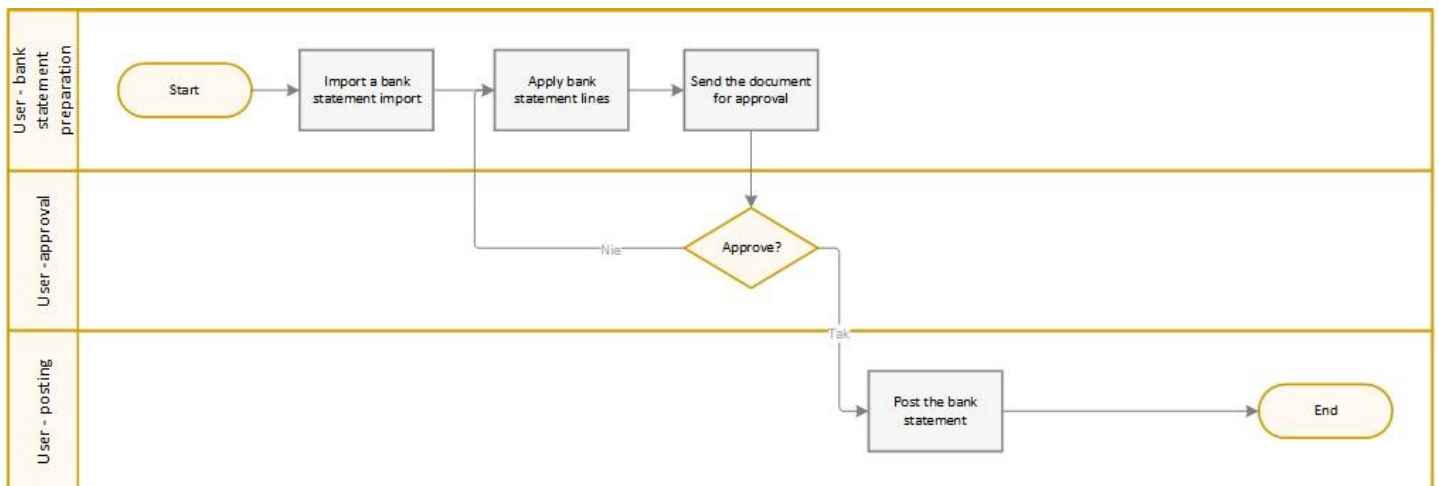 User - bank
statement
preparation
Start
Import a bank
statement import
Apply bank
statement lines
Send the document
for approval
User -approval
Nie
Approve?
Tak
User - posting
Post the bank
statement
End